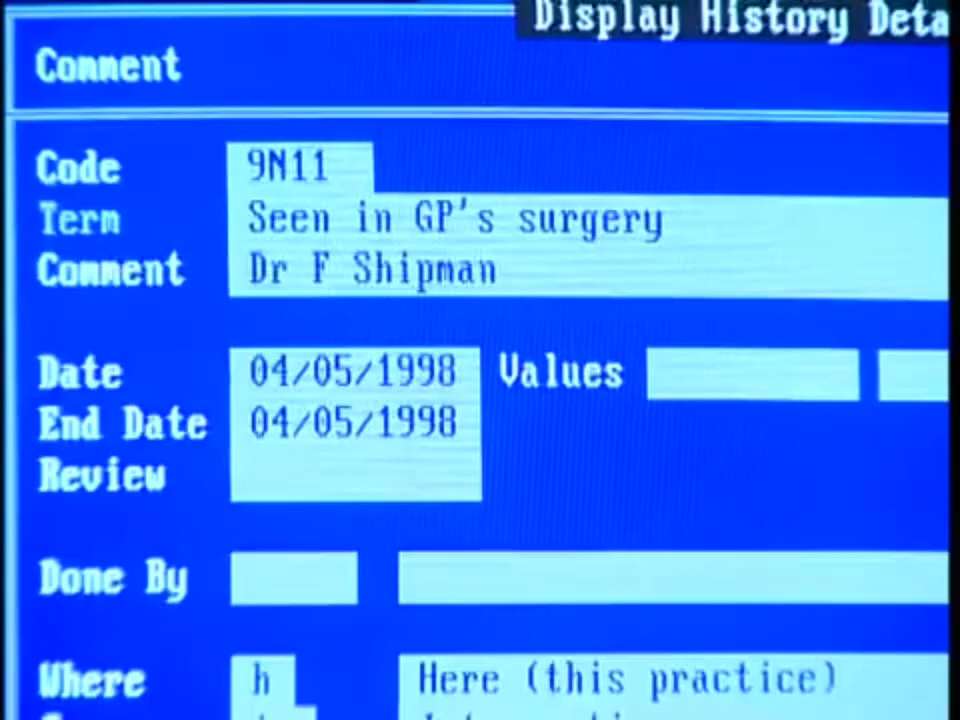 Display History Deta
Comment
Code 9N11
Term Seen in GP's surgery
Comment Dr F Shipman
Date 04/05/1998 Values
End Date 04/05/1998
Review
Done By
Where h Here (this practice)